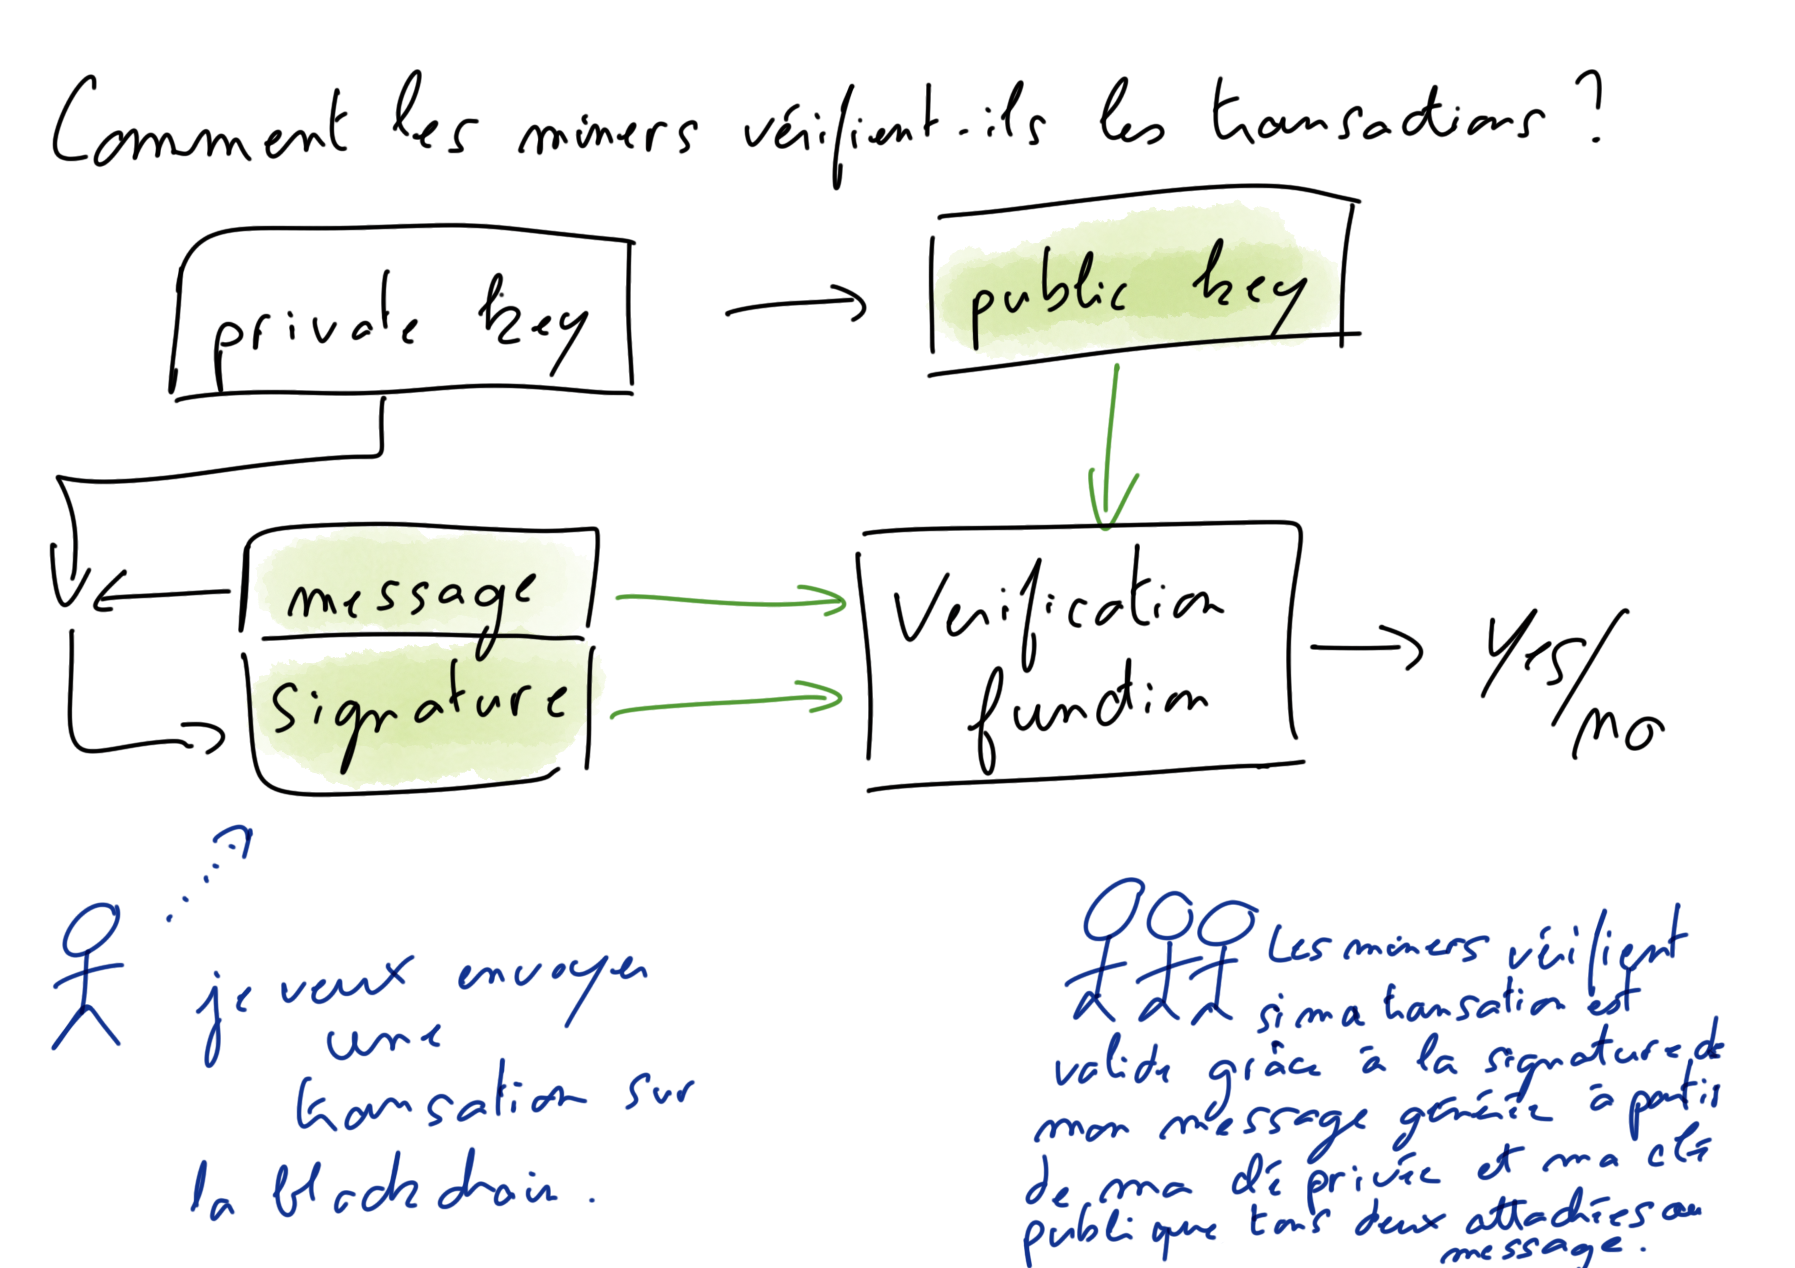 Comment les miners vérifient-ils les transactions ?
private key
public key
message
Signature
Verification
function
Yes/
no
je veux envoyer
une
transation sur
la blockchain.
Les miners vérifient
si ma transation est
valide grâce à la signature de
mon message générée à partir
de ma clé privée et ma clé
publique tous deux attachées au
message.